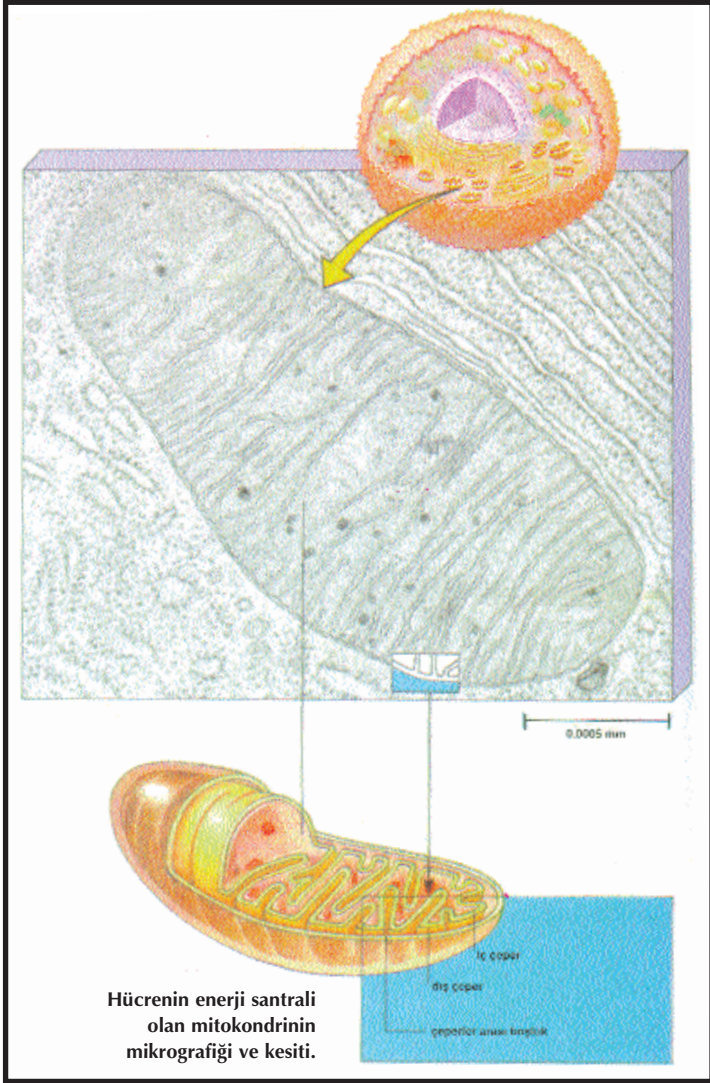 0.0005 mm
iç çeper
dış çeper
çeperler arası boşluk
Hücrenin enerji santrali
olan mitokondrinin
mikrografiği ve kesiti.